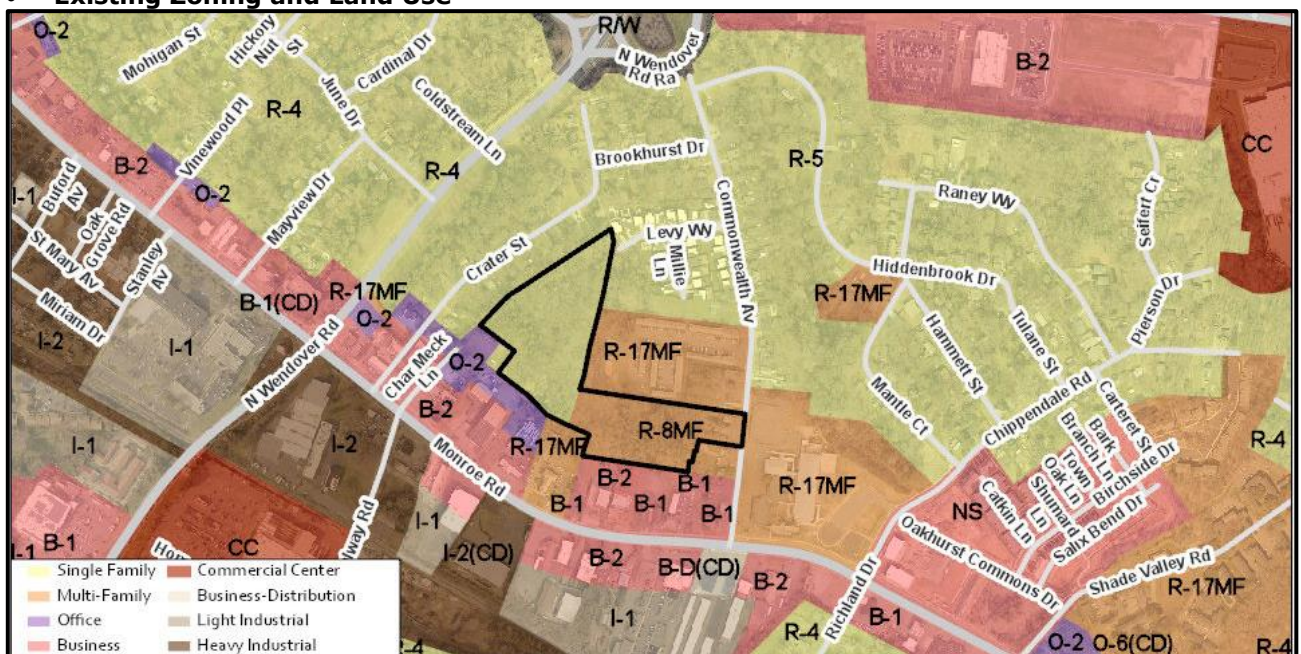 • Existing Zoning and Land Use
O-2
Mohigan St
Hickory
Nut
St
Cardinal Dr
June Dr
Coldstream Ln
R/W
N Wendover
Rd Ra
B-2
CC
R-4
Vinewood Pl
B-2
O-2
R-4
Brookhurst Dr
R-5
Raney Wy
Seifert Cr
I-1
Buford
Av
Oak
Grove Rd
St Mary Av
Stanley
Av
Mayview Dr
Crater St
Levy Wy
Millie
Ln
Commonwealth Av
Hiddenbrook Dr
Pierson Dr
Miriam Dr
B-1(CD)
R-17MF
O-2
R-17MF
Hammett St
Tulane St
I-2
I-1
N Wendover Rd
Char Meck
Ln
O-2
R-17MF
Mantle Ct
Chippendale Rd
Carteret St
I-1
I-2
B-2
R-17MF
R-8MF
Bark
Branch Ln
Town
Oak Ln
Shumard
Ln
Birchside Dr
R-4
Monroe Rd
B-2
B-1
B-1
B-1
B-1
R-17MF
NS
Catkin Ln
Salix Bend Dr
I-1
B-1
CC
lway Rd
I-1
I-2(CD)
B-2
B-D(CD)
B-2
Oakhurst Commons Dr
Shade Valley Rd
R-17MF
Richland Dr
B-1
I-1
R-4
O-2
O-6(CD)
R-4
R-4
Single Family
Commercial Center
Multi-Family
Business-Distribution
Office
Light Industrial
Business
Heavy Industrial